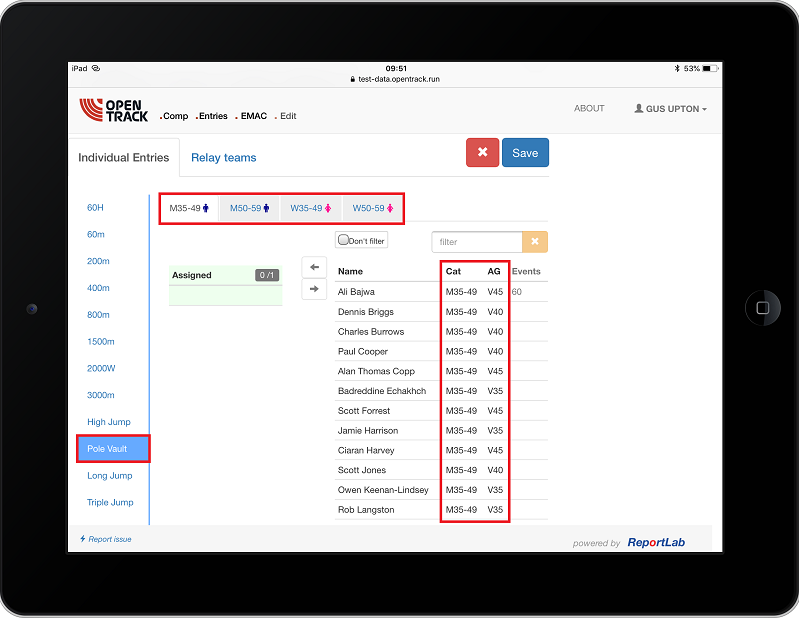 iPad
09:51
53%
test-data.opentrack.run
OPEN
TRACK
.Comp .Entries . EMAC . Edit
ABOUT
GUS UPTON
Individual Entries
Relay teams
Save
60H
60m
200m
400m
800m
1500m
2000W
3000m
High Jump
Pole Vault
Long Jump
Triple Jump
M35-49
M50-59
W35-49
W50-59
Don't filter
filter
Assigned 0 /1
Name Cat AG Events
Ali Bajwa M35-49 V45 60
Dennis Briggs M35-49 V40
Charles Burrows M35-49 V40
Paul Cooper M35-49 V40
Alan Thomas Copp M35-49 V45
Badreddine Echakhch M35-49 V35
Scott Forrest M35-49 V45
Jamie Harrison M35-49 V35
Ciaran Harvey M35-49 V45
Scott Jones M35-49 V40
Owen Keenan-Lindsey M35-49 V35
Rob Langston M35-49 V35
Report issue
powered by ReportLab